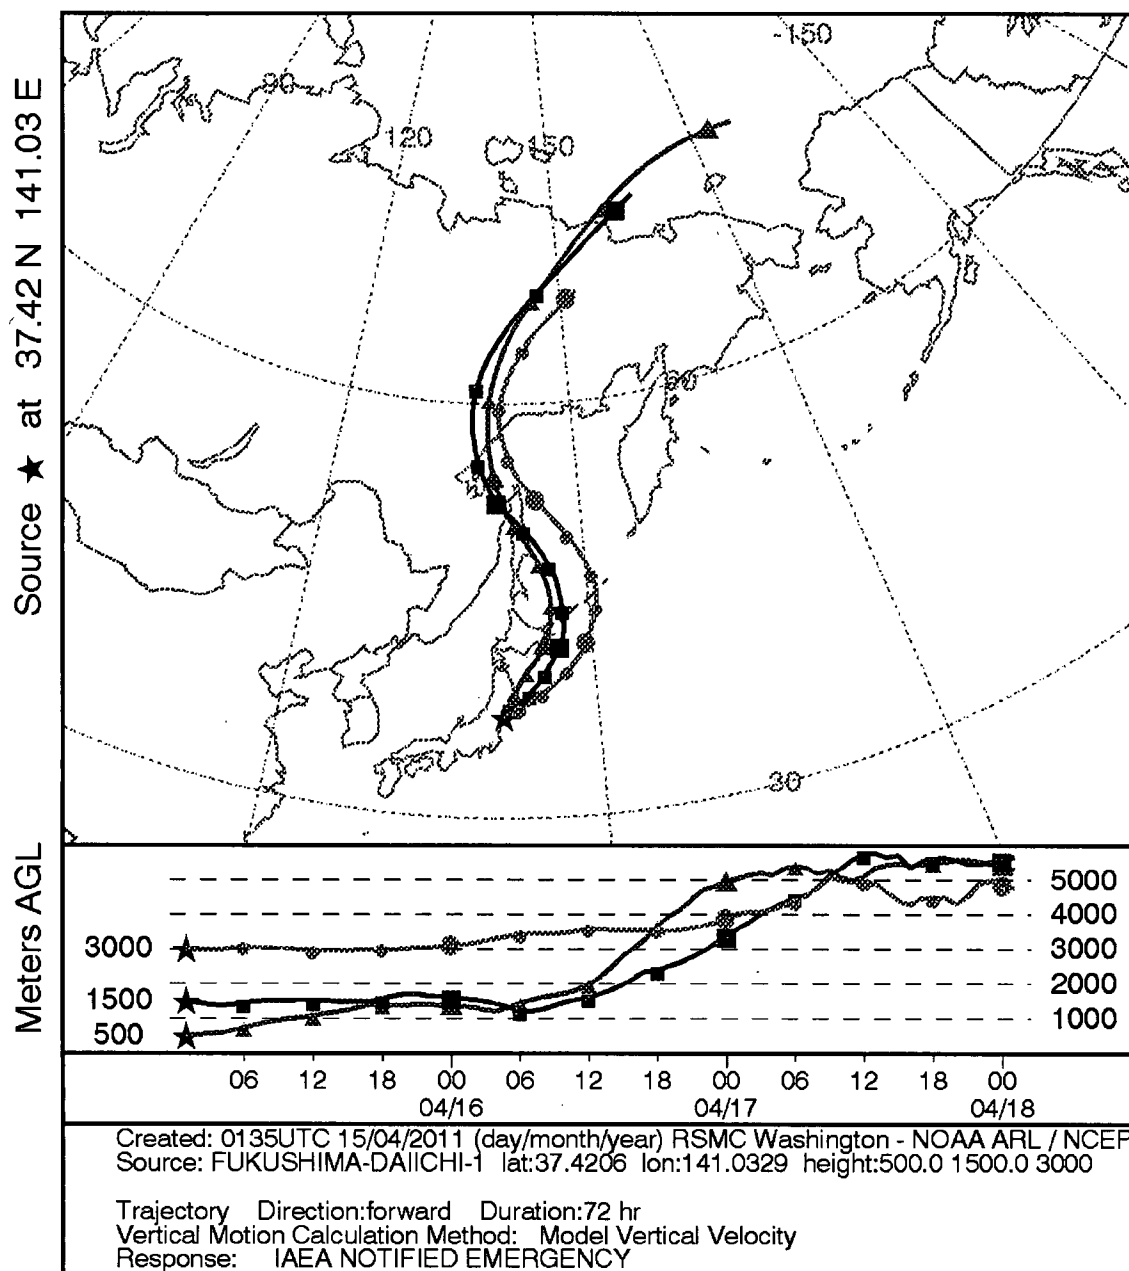 Source ★ at 37.42 N 141.03 E
-150
90
120
150
60
30
Meters AGL
3000
1500
500
5000
4000
3000
2000
1000
06 12 18 00 06 12 18 00 06 12 18 00
04/16 04/17 04/18
Created: 0135UTC 15/04/2011 (day/month/year) RSMC Washington - NOAA ARL / NCEP
Source: FUKUSHIMA-DAIICHI-1 lat:37.4206 lon:141.0329 height:500.0 1500.0 3000
Trajectory Direction:forward Duration:72 hr
Vertical Motion Calculation Method: Model Vertical Velocity
Response: IAEA NOTIFIED EMERGENCY